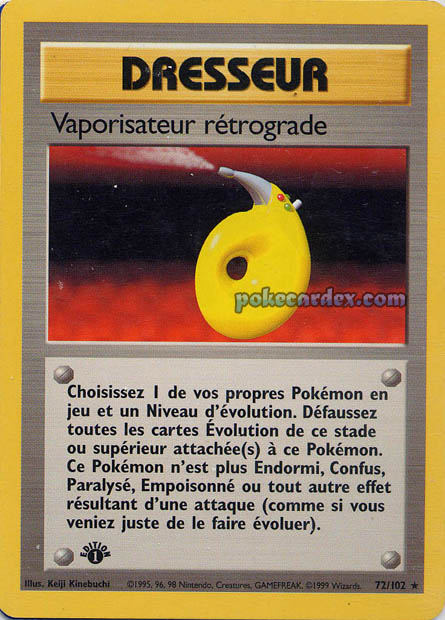 DRESSEUR
Vaporisateur rétrograde
pokecardex.com
Choisissez 1 de vos propres Pokémon en
jeu et un Niveau d'évolution. Défaussez
toutes les cartes Évolution de ce stade
ou supérieur attachée(s) à ce Pokémon.
Ce Pokémon n'est plus Endormi, Confus,
Paralysé, Empoisonné ou tout autre effet
résultant d'une attaque (comme si vous
veniez juste de le faire évoluer).
EDITION
1
Illus. Keiji Kinebuchi ©1995, 96, 98 Nintendo, Creatures, GAMEFREAK. ©1999 Wizards. 72/102 ★